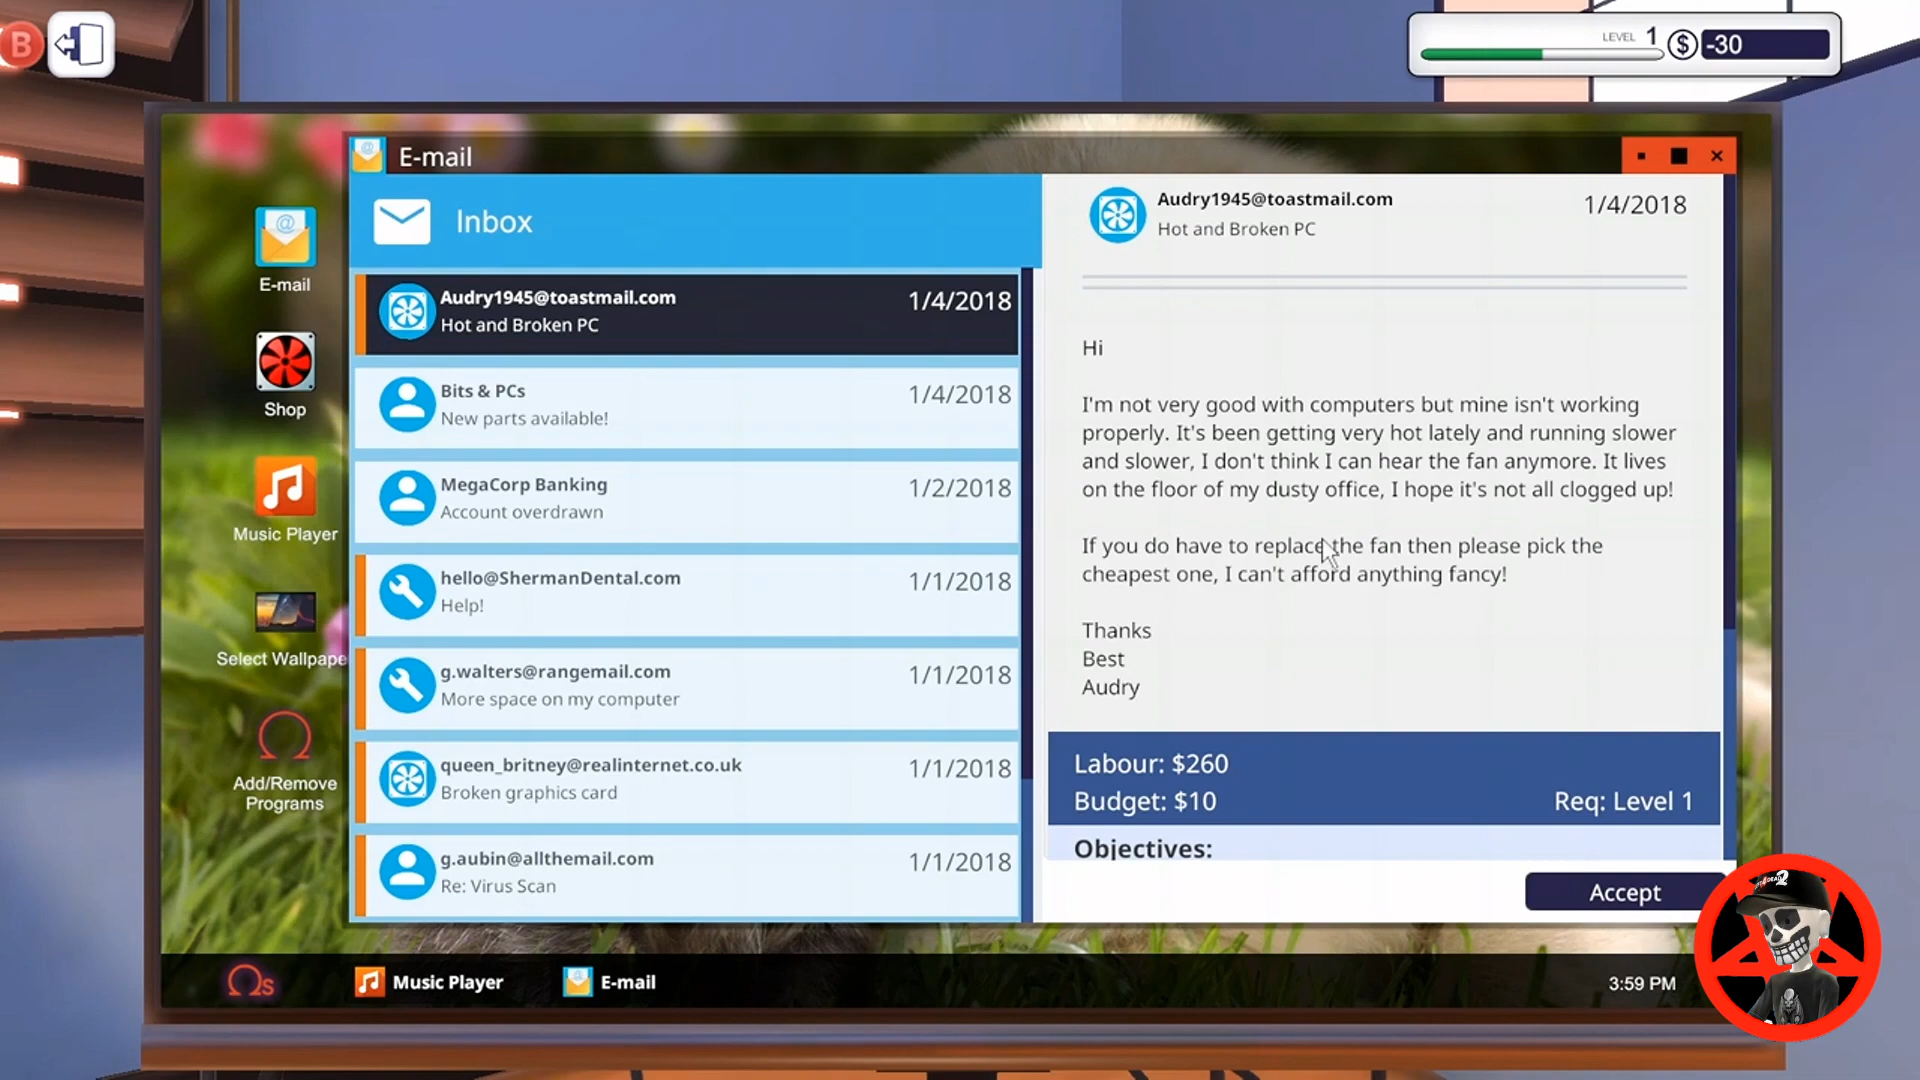 B
LEVEL 1
$ -30
E-mail
Inbox
Audry1945@toastmail.com
1/4/2018
Hot and Broken PC
Bits & PCs
1/4/2018
New parts available!
MegaCorp Banking
1/2/2018
Account overdrawn
hello@ShermanDental.com
1/1/2018
Help!
g.walters@rangemail.com
1/1/2018
More space on my computer
queen_britney@realinternet.co.uk
1/1/2018
Broken graphics card
g.aubin@allthemail.com
1/1/2018
Re: Virus Scan
Audry1945@toastmail.com
1/4/2018
Hot and Broken PC
Hi
I'm not very good with computers but mine isn't working
properly. It's been getting very hot lately and running slower
and slower, I don't think I can hear the fan anymore. It lives
on the floor of my dusty office, I hope it's not all clogged up!
If you do have to replace the fan then please pick the
cheapest one, I can't afford anything fancy!
Thanks
Best
Audry
Labour: $260
Budget: $10
Req: Level 1
Objectives:
Accept
E-mail
Shop
Music Player
Select Wallpape
Add/Remove
Programs
Ωs
Music Player
E-mail
3:59 PM